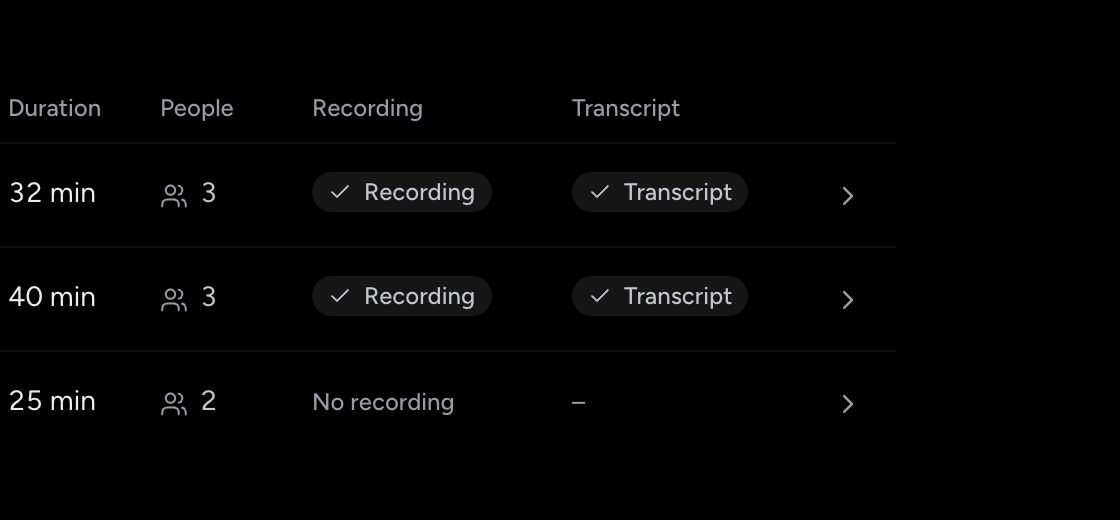 Duration People Recording Transcript
32 min 3 Recording Transcript
40 min 3 Recording Transcript
25 min 2 No recording –